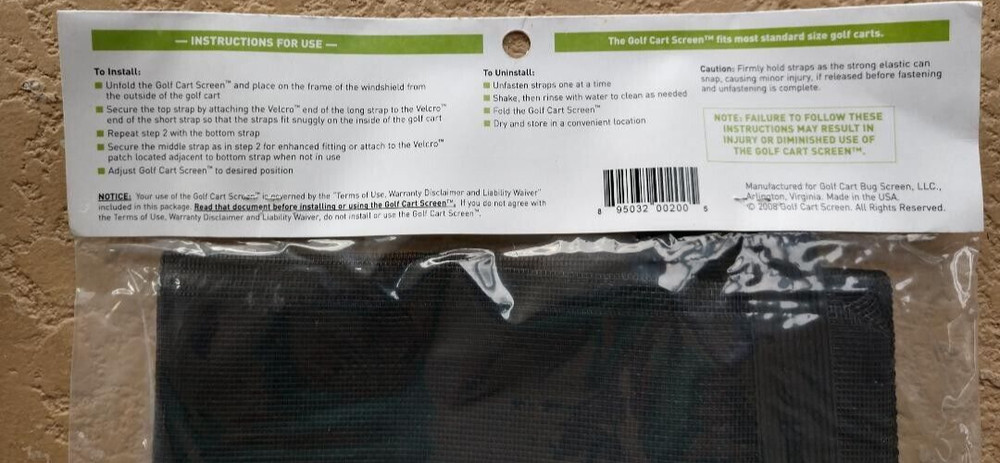 — INSTRUCTIONS FOR USE —
To Install:
Unfold the Golf Cart Screen™ and place on the frame of the windshield from
the outside of the golf cart
Secure the top strap by attaching the Velcro™ end of the long strap to the Velcro™
end of the short strap so that the straps fit snuggly on the inside of the golf cart
Repeat step 2 with the bottom strap
Secure the middle strap as in step 2 for enhanced fitting or attach to the Velcro™
patch located adjacent to bottom strap when not in use
Adjust Golf Cart Screen™ to desired position
NOTICE: Your use of the Golf Cart Screen™ is governed by the "Terms of Use, Warranty Disclaimer and Liability Waiver"
included in this package. Read that document before installing or using the Golf Cart Screen™. If you do not agree with
the Terms of Use, Warranty Disclaimer and Liability Waiver, do not install or use the Golf Cart Screen™.
To Uninstall:
Unfasten straps one at a time
Shake, then rinse with water to clean as needed
Fold the Golf Cart Screen™
Dry and store in a convenient location
8 95032 00200 5
The Golf Cart Screen™ fits most standard size golf carts.
Caution: Firmly hold straps as the strong elastic can
snap, causing minor injury, if released before fastening
and unfastening is complete.
NOTE: FAILURE TO FOLLOW THESE
INSTRUCTIONS MAY RESULT IN
INJURY OR DIMINISHED USE OF
THE GOLF CART SCREEN™.
Manufactured for Golf Cart Bug Screen, LLC.,
Arlington, Virginia. Made in the USA.
© 2008 Golf Cart Screen. All Rights Reserved.